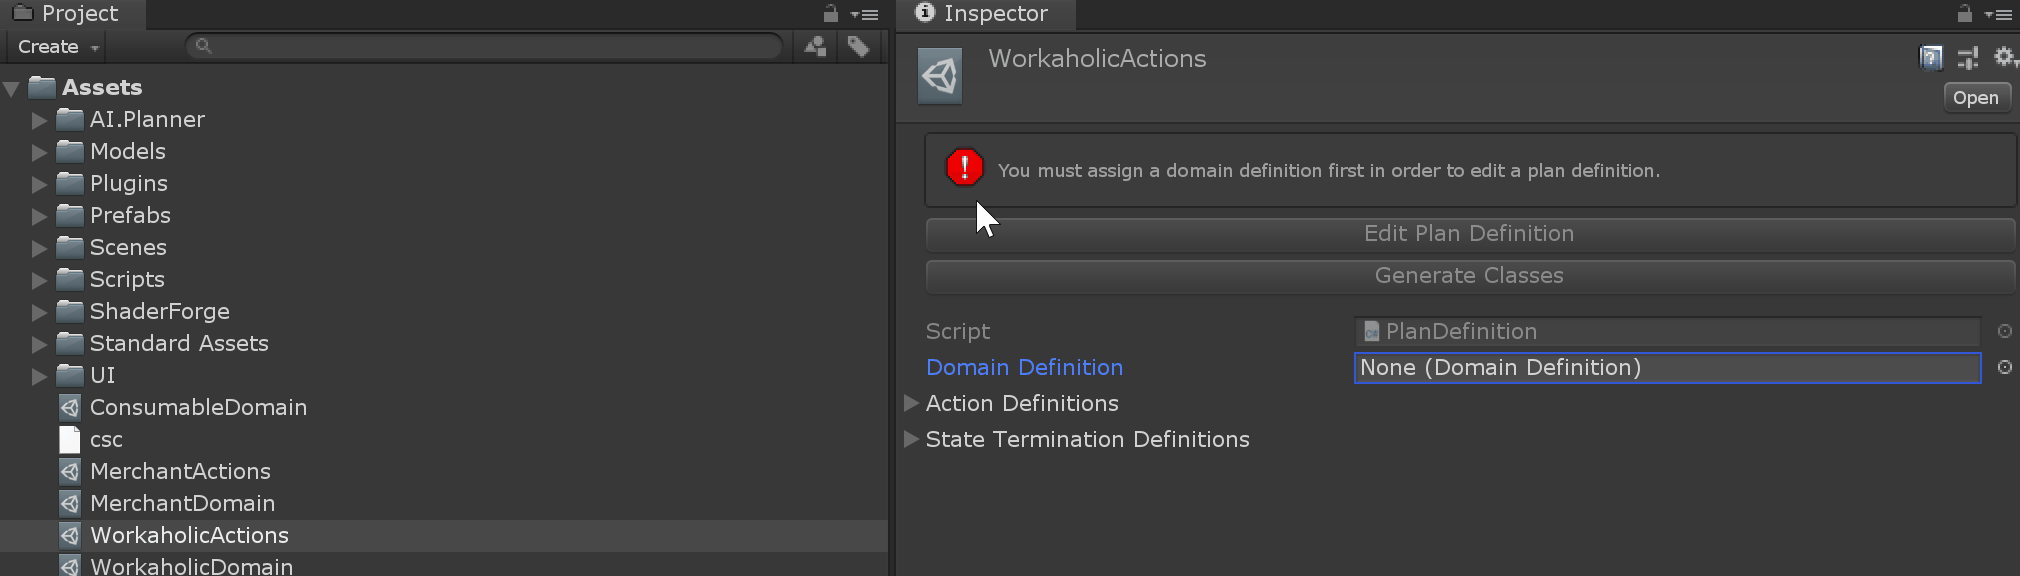 Project
Create
Assets
AI.Planner
Models
Plugins
Prefabs
Scenes
Scripts
ShaderForge
Standard Assets
UI
ConsumableDomain
csc
MerchantActions
MerchantDomain
WorkaholicActions
WorkaholicDomain
Inspector
WorkaholicActions
Open
You must assign a domain definition first in order to edit a plan definition.
Edit Plan Definition
Generate Classes
Script PlanDefinition
Domain Definition None (Domain Definition)
Action Definitions
State Termination Definitions